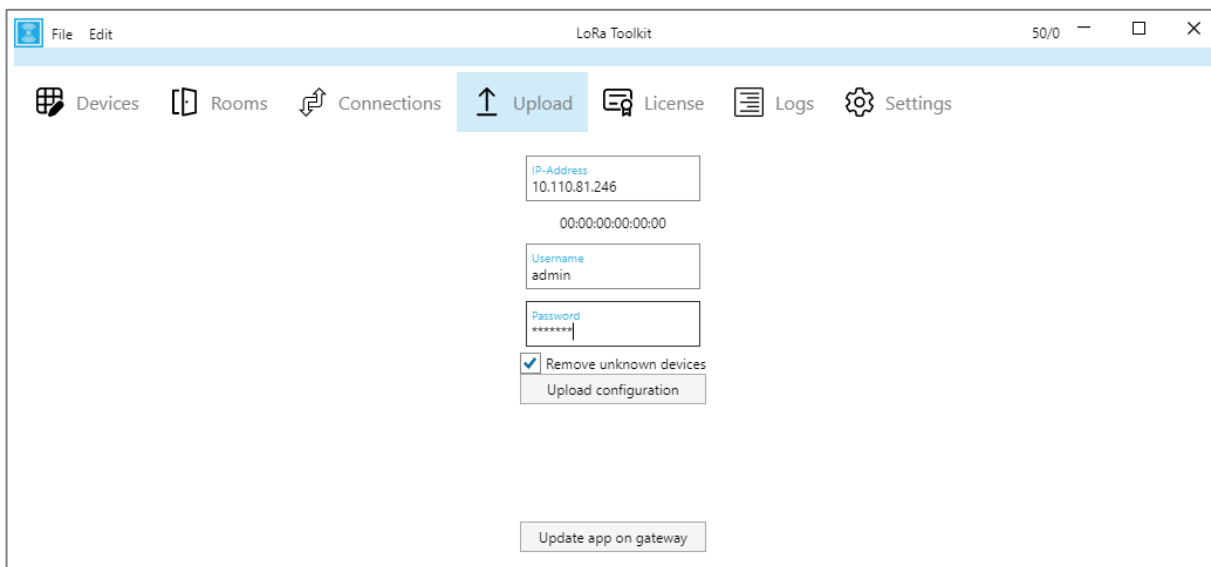 File Edit LoRa Toolkit 50/0
Devices Rooms Connections Upload License Logs Settings
IP-Address
10.110.81.246
00:00:00:00:00:00
Username
admin
Password
*******
Remove unknown devices
Upload configuration
Update app on gateway